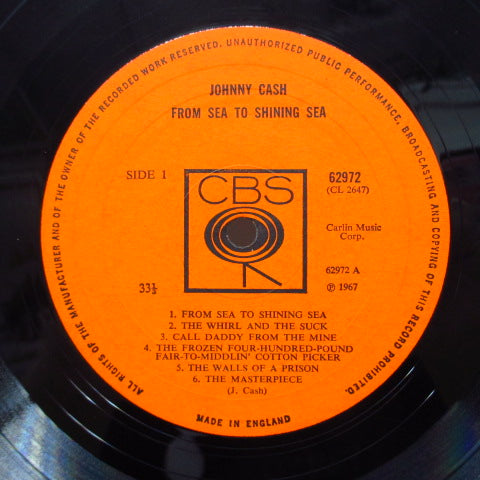 ALL RIGHTS OF THE MANUFACTURER AND OF THE OWNER OF THE RECORDED WORK RESERVED. UNAUTHORIZED PUBLIC PERFORMANCE, BROADCASTING AND COPYING OF THIS RECORD PROHIBITED.
JOHNNY CASH
FROM SEA TO SHINING SEA
SIDE 1
CBS
62972
(CL 2647)
Carlin Music
Corp.
62972 A
33⅓
℗ 1967
1. FROM SEA TO SHINING SEA
2. THE WHIRL AND THE SUCK
3. CALL DADDY FROM THE MINE
4. THE FROZEN FOUR-HUNDRED-POUND
FAIR-TO-MIDDLIN' COTTON PICKER
5. THE WALLS OF A PRISON
6. THE MASTERPIECE
(J. Cash)
MADE IN ENGLAND